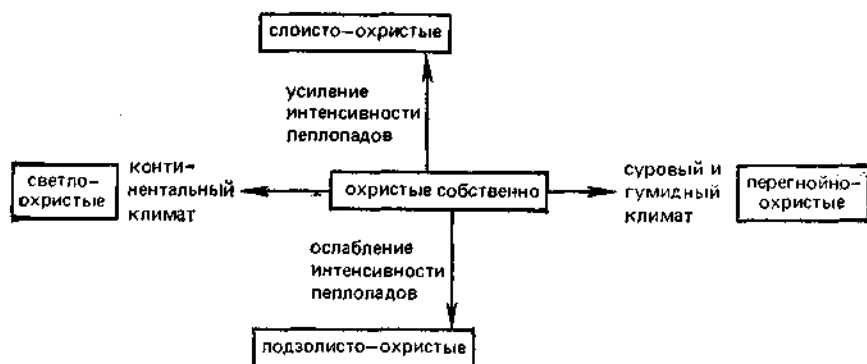 слоисто-охристые
усиление
интенсивности
пеплопадов
светло-
охристые
конти-
нентальный
климат
охристые собственно
суровый и
гумидный
климат
перегнойно-
охристые
ослабление
интенсивности
пеплопадов
подзолисто-охристые